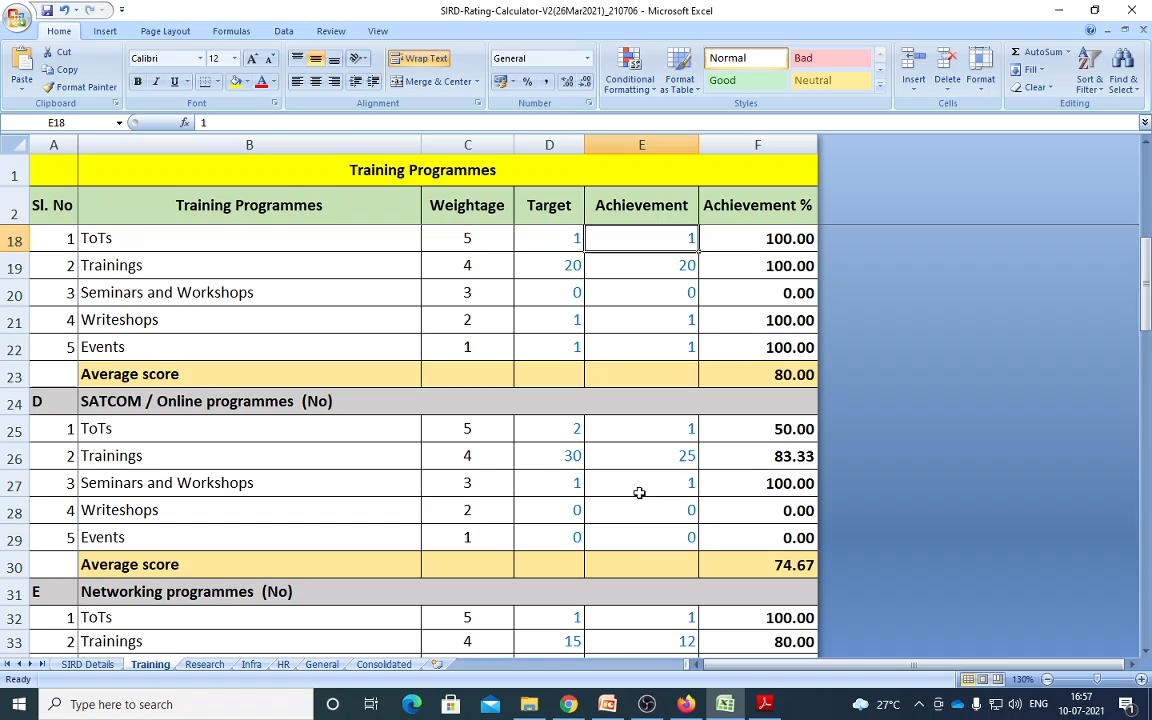 SIRD-Rating-Calculator-V2(26Mar2021)_210706 - Microsoft Excel
Home Insert Page Layout Formulas Data Review View
Paste Cut Copy Format Painter Clipboard
Calibri 12 A A B I U A Font
Wrap Text Merge & Center Alignment
General % , Number
Conditional Formatting Format as Table Normal Bad Good Neutral Styles
Insert Delete Format Cells
Σ AutoSum Fill Clear Sort & Filter Find & Select Editing
E18 fx 1
A B C D E F
1 Training Programmes
2 Sl. No Training Programmes Weightage Target Achievement Achievement %
18 1 ToTs 5 1 1 100.00
19 2 Trainings 4 20 20 100.00
20 3 Seminars and Workshops 3 0 0 0.00
21 4 Writeshops 2 1 1 100.00
22 5 Events 1 1 1 100.00
23 Average score 80.00
24 D SATCOM / Online programmes (No)
25 1 ToTs 5 2 1 50.00
26 2 Trainings 4 30 25 83.33
27 3 Seminars and Workshops 3 1 1 100.00
28 4 Writeshops 2 0 0 0.00
29 5 Events 1 0 0 0.00
30 Average score 74.67
31 E Networking programmes (No)
32 1 ToTs 5 1 1 100.00
33 2 Trainings 4 15 12 80.00
SIRD Details Training Research Infra HR General Consolidated
Ready 130%
Type here to search 27°C ENG 16:57
10-07-2021 1